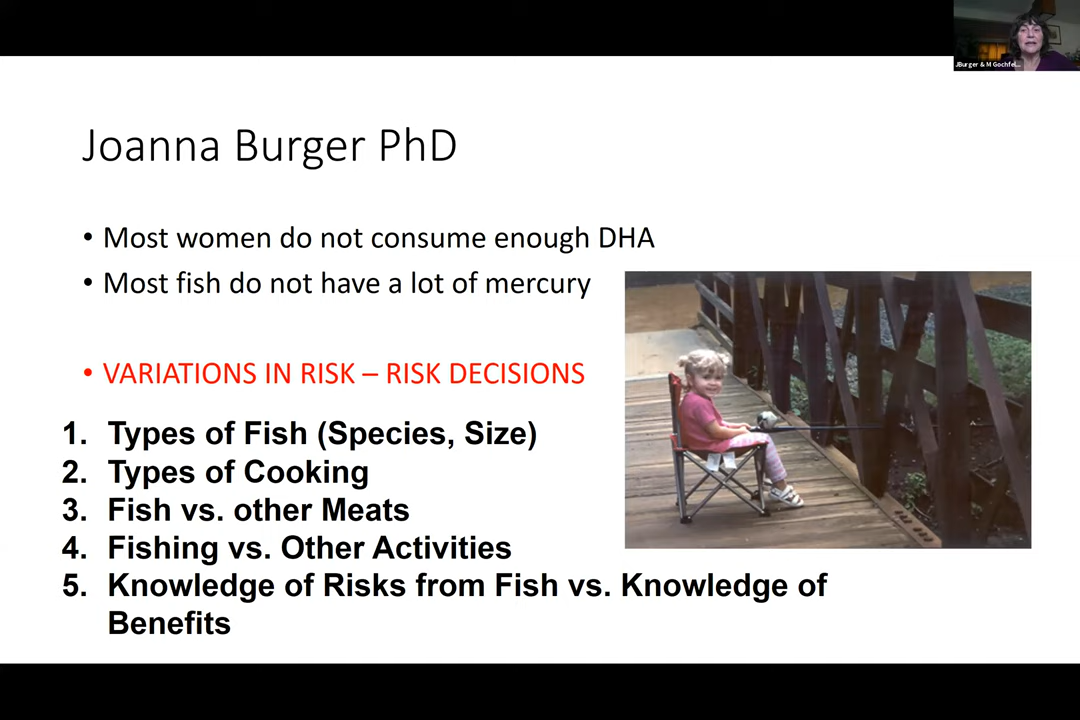 JBurger & M Gochfel...
Joanna Burger PhD
• Most women do not consume enough DHA
• Most fish do not have a lot of mercury
• VARIATIONS IN RISK – RISK DECISIONS
1. Types of Fish (Species, Size)
2. Types of Cooking
3. Fish vs. other Meats
4. Fishing vs. Other Activities
5. Knowledge of Risks from Fish vs. Knowledge of
Benefits